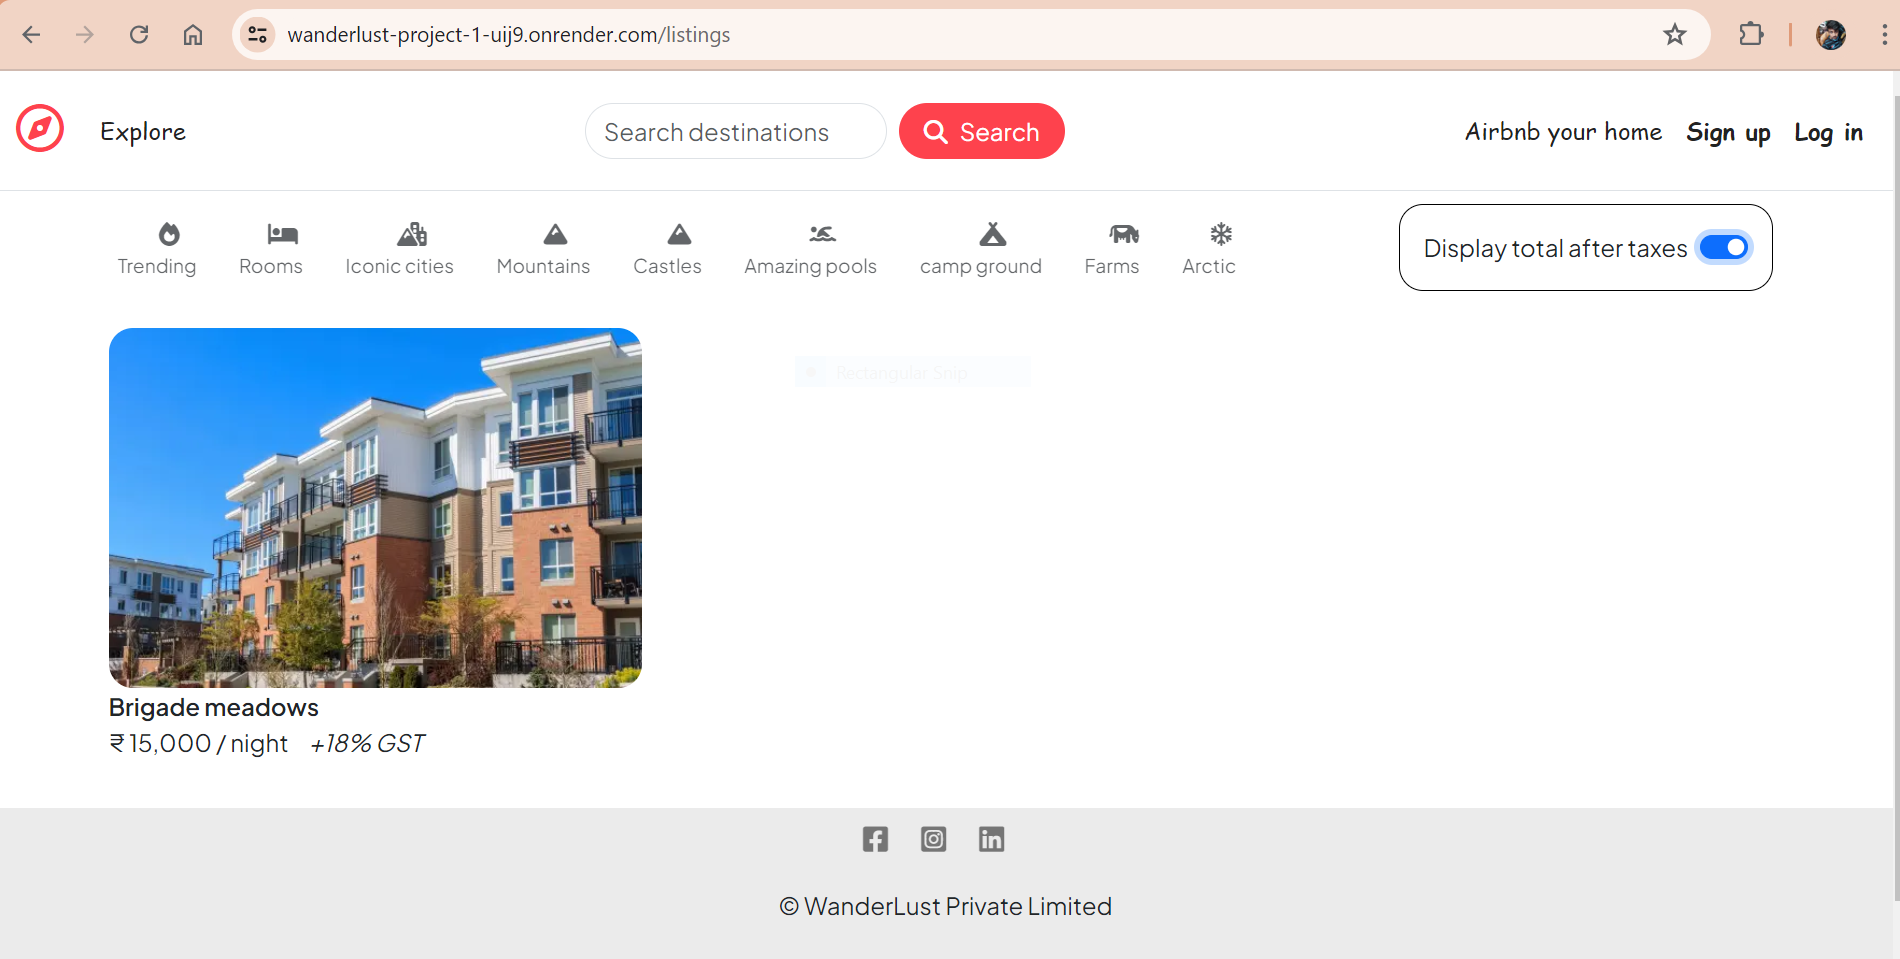 wanderlust-project-1-uij9.onrender.com/listings
Explore
Search destinations
Search
Airbnb your home
Sign up
Log in
Trending
Rooms
Iconic cities
Mountains
Castles
Amazing pools
camp ground
Farms
Arctic
Display total after taxes
Rectangular Snip
Brigade meadows
₹ 15,000 / night +18% GST
© WanderLust Private Limited